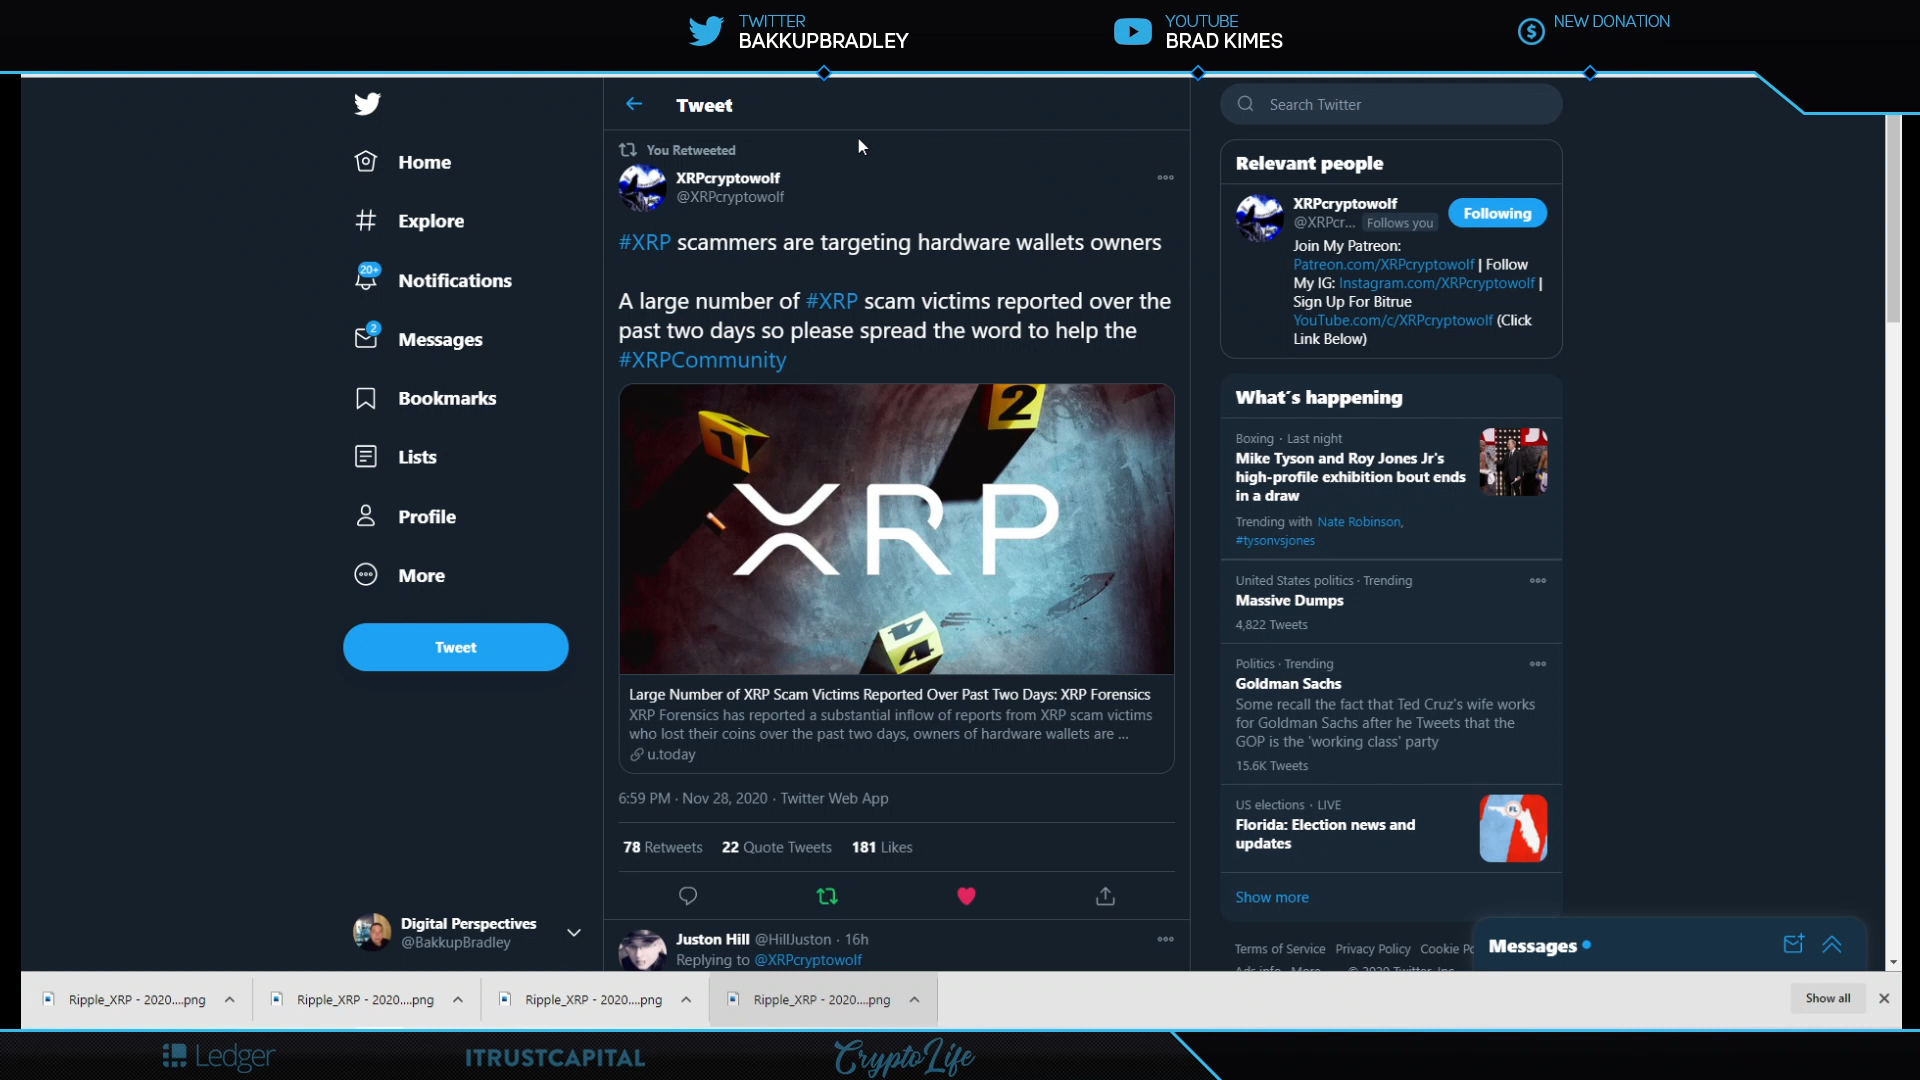 TWITTER
BAKKUPBRADLEY
YOUTUBE
BRAD KIMES
NEW DONATION
Home
Explore
20+
Notifications
2
Messages
Bookmarks
Lists
Profile
More
Tweet
Digital Perspectives
@BakkupBradley
Tweet
You Retweeted
XRPcryptowolf
@XRPcryptowolf
#XRP scammers are targeting hardware wallets owners
A large number of #XRP scam victims reported over the
past two days so please spread the word to help the
#XRPCommunity
1
2
XRP
4
Large Number of XRP Scam Victims Reported Over Past Two Days: XRP Forensics
XRP Forensics has reported a substantial inflow of reports from XRP scam victims
who lost their coins over the past two days, owners of hardware wallets are ...
u.today
6:59 PM · Nov 28, 2020 · Twitter Web App
78 Retweets 22 Quote Tweets 181 Likes
Juston Hill @HillJuston · 16h
Replying to @XRPcryptowolf
Search Twitter
Relevant people
XRPcryptowolf
@XRPcr... Follows you
Following
Join My Patreon:
Patreon.com/XRPcryptowolf | Follow
My IG: Instagram.com/XRPcryptowolf |
Sign Up For Bitrue
YouTube.com/c/XRPcryptowolf (Click
Link Below)
What's happening
Boxing · Last night
Mike Tyson and Roy Jones Jr's
high-profile exhibition bout ends
in a draw
Trending with Nate Robinson,
#tysonvsjones
United States politics · Trending
Massive Dumps
4,822 Tweets
Politics · Trending
Goldman Sachs
Some recall the fact that Ted Cruz's wife works
for Goldman Sachs after he Tweets that the
GOP is the 'working class' party
15.6K Tweets
US elections · LIVE
Florida: Election news and
updates
FL
Show more
Terms of Service Privacy Policy Cookie
Ads info More © 2020 Twitter, Inc.
Messages
Ripple_XRP - 2020....png
Ripple_XRP - 2020....png
Ripple_XRP - 2020....png
Ripple_XRP - 2020....png
Show all
Ledger
ITRUSTCAPITAL
CryptoLife